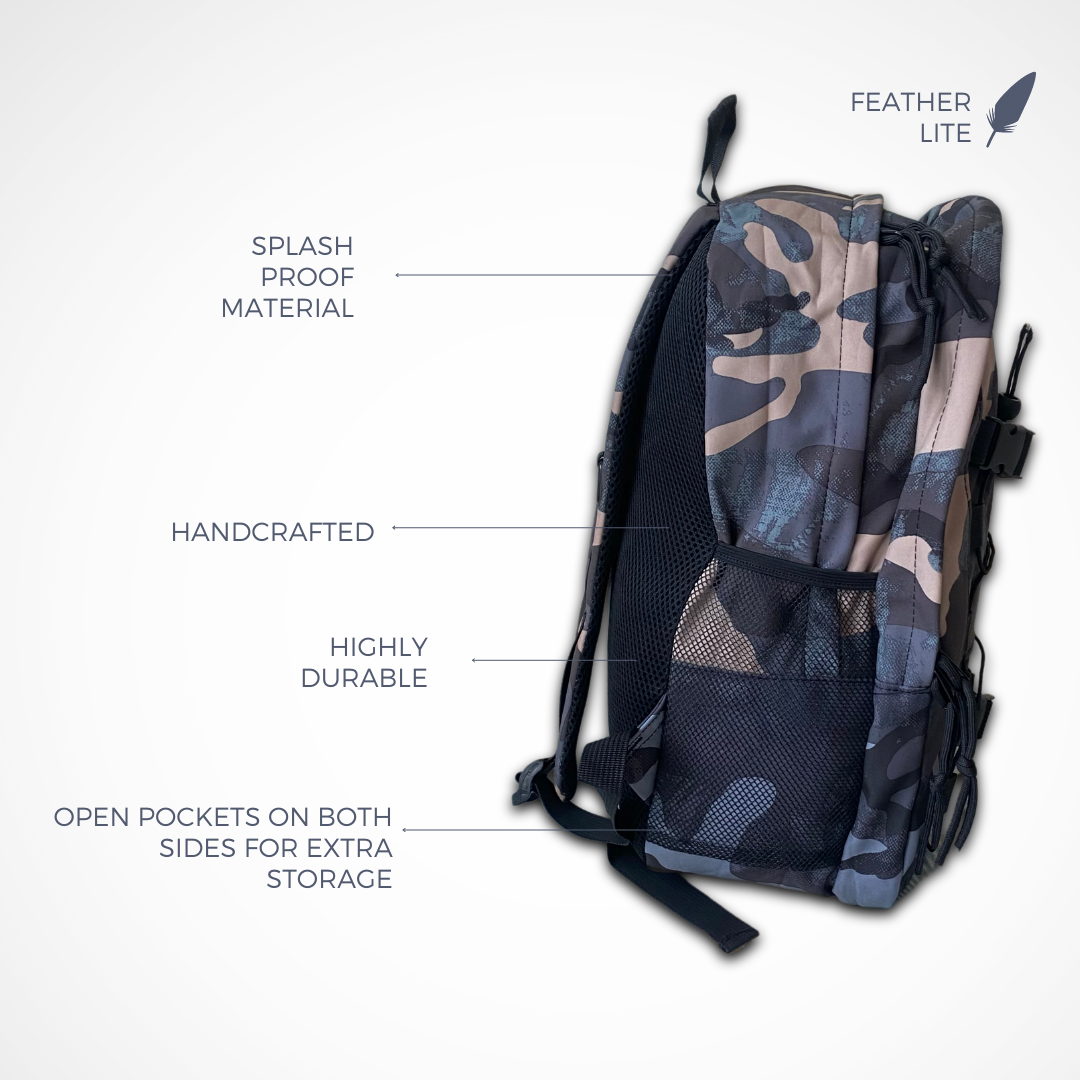 FEATHER
LITE
SPLASH
PROOF
MATERIAL
HANDCRAFTED
HIGHLY
DURABLE
OPEN POCKETS ON BOTH
SIDES FOR EXTRA
STORAGE